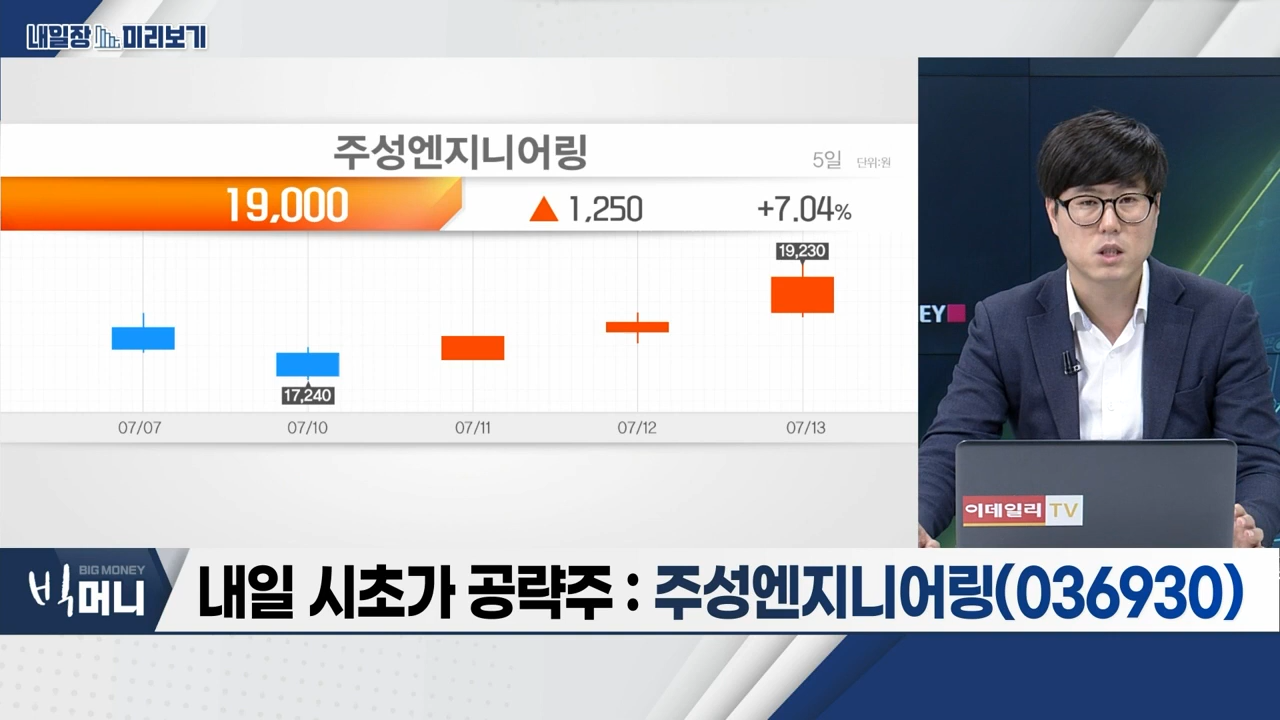 내일장 미리보기
주성엔지니어링
5일 단위:원
19,000 ▲ 1,250 +7.04%
19,230
17,240
07/07 07/10 07/11 07/12 07/13
EY
이데일리 TV
BIG MONEY
빅머니
내일 시초가 공략주 : 주성엔지니어링(036930)